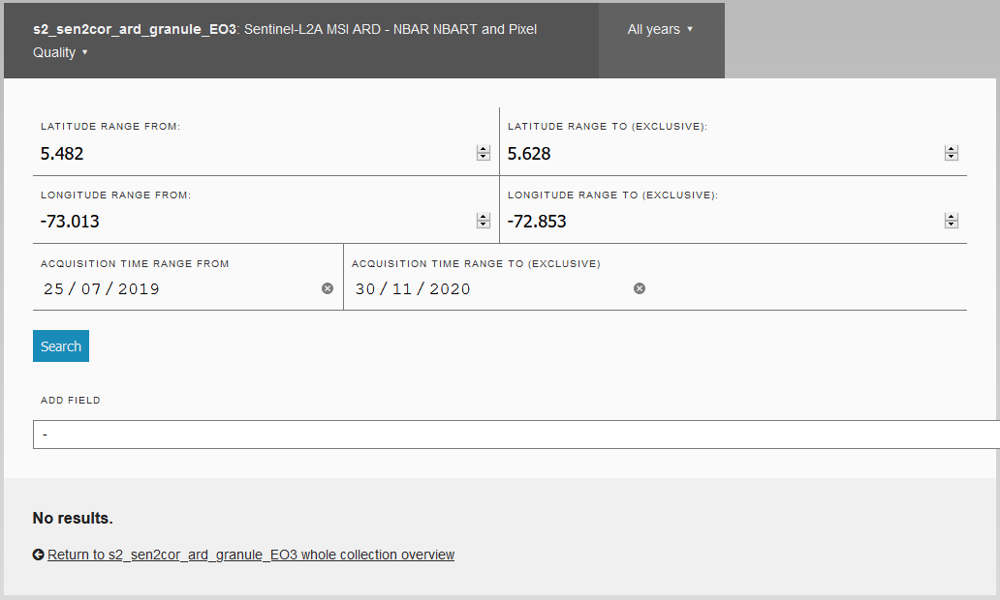 s2_sen2cor_ard_granule_EO3: Sentinel-L2A MSI ARD - NBAR NBART and Pixel
Quality ▾
All years ▾
LATITUDE RANGE FROM:
5.482
LATITUDE RANGE TO (EXCLUSIVE):
5.628
LONGITUDE RANGE FROM:
-73.013
LONGITUDE RANGE TO (EXCLUSIVE):
-72.853
ACQUISITION TIME RANGE FROM
25 / 07 / 2019
ACQUISITION TIME RANGE TO (EXCLUSIVE)
30 / 11 / 2020
Search
ADD FIELD
-
No results.
Return to s2_sen2cor_ard_granule_EO3 whole collection overview